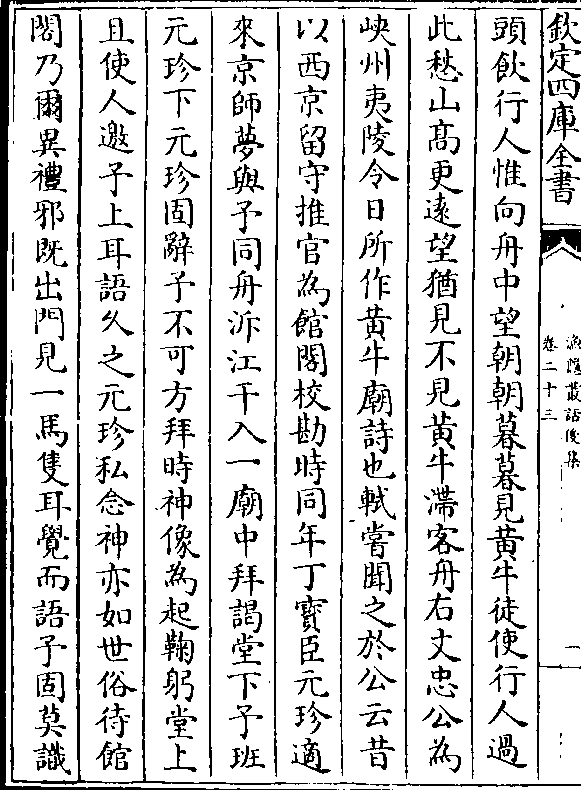 欽定四庫全書
漁隱叢話後集
卷二十三
一
頭飲行人惟向舟中望朝朝暮暮見黃牛徒使行人過
此愁山髙更遠望猶見不見黃牛滯客舟右文忠公為
峽州夷陵令日所作黃牛廟詩也軾嘗聞之於公云昔
以西京留守推官為館閣校勘時同年丁寳臣元珍適
來京師夢與予同舟泝江干入一廟中拜謁堂下予班
元珍下元珍固辭予不可方拜時神像為起鞠躬堂上
且使人邀予上耳語久之元珍私念神亦如世俗待館
閣乃爾異禮邪既出門見一馬隻耳覺而語予固莫識